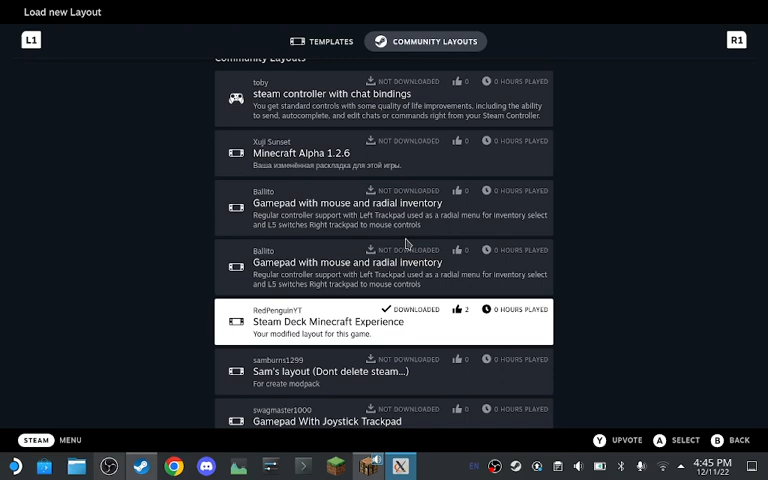 Load new Layout
L1
TEMPLATES
COMMUNITY LAYOUTS
R1
Community Layouts
toby
NOT DOWNLOADED
0
0 HOURS PLAYED
steam controller with chat bindings
You get standard controls with some quality of life improvements, including the ability
to send, autocomplete, and edit chats or commands right from your Steam Controller.
Xuji Sunset
NOT DOWNLOADED
0
0 HOURS PLAYED
Minecraft Alpha 1.2.6
Ваша изменённая раскладка для этой игры.
Ballito
NOT DOWNLOADED
0
0 HOURS PLAYED
Gamepad with mouse and radial inventory
Regular controller support with Left Trackpad used as a radial menu for inventory select
and L5 switches Right trackpad to mouse controls
Ballito
NOT DOWNLOADED
0
0 HOURS PLAYED
Gamepad with mouse and radial inventory
Regular controller support with Left Trackpad used as a radial menu for inventory select
and L5 switches Right trackpad to mouse controls
RedPenguinYT
DOWNLOADED
2
0 HOURS PLAYED
Steam Deck Minecraft Experience
Your modified layout for this game.
samburns1299
NOT DOWNLOADED
0
0 HOURS PLAYED
Sam's layout (Dont delete steam...)
For create modpack
swagmaster1000
NOT DOWNLOADED
0
0 HOURS PLAYED
Gamepad With Joystick Trackpad
STEAM
MENU
Y
UPVOTE
A
SELECT
B
BACK
EN
4:45 PM
12/11/22